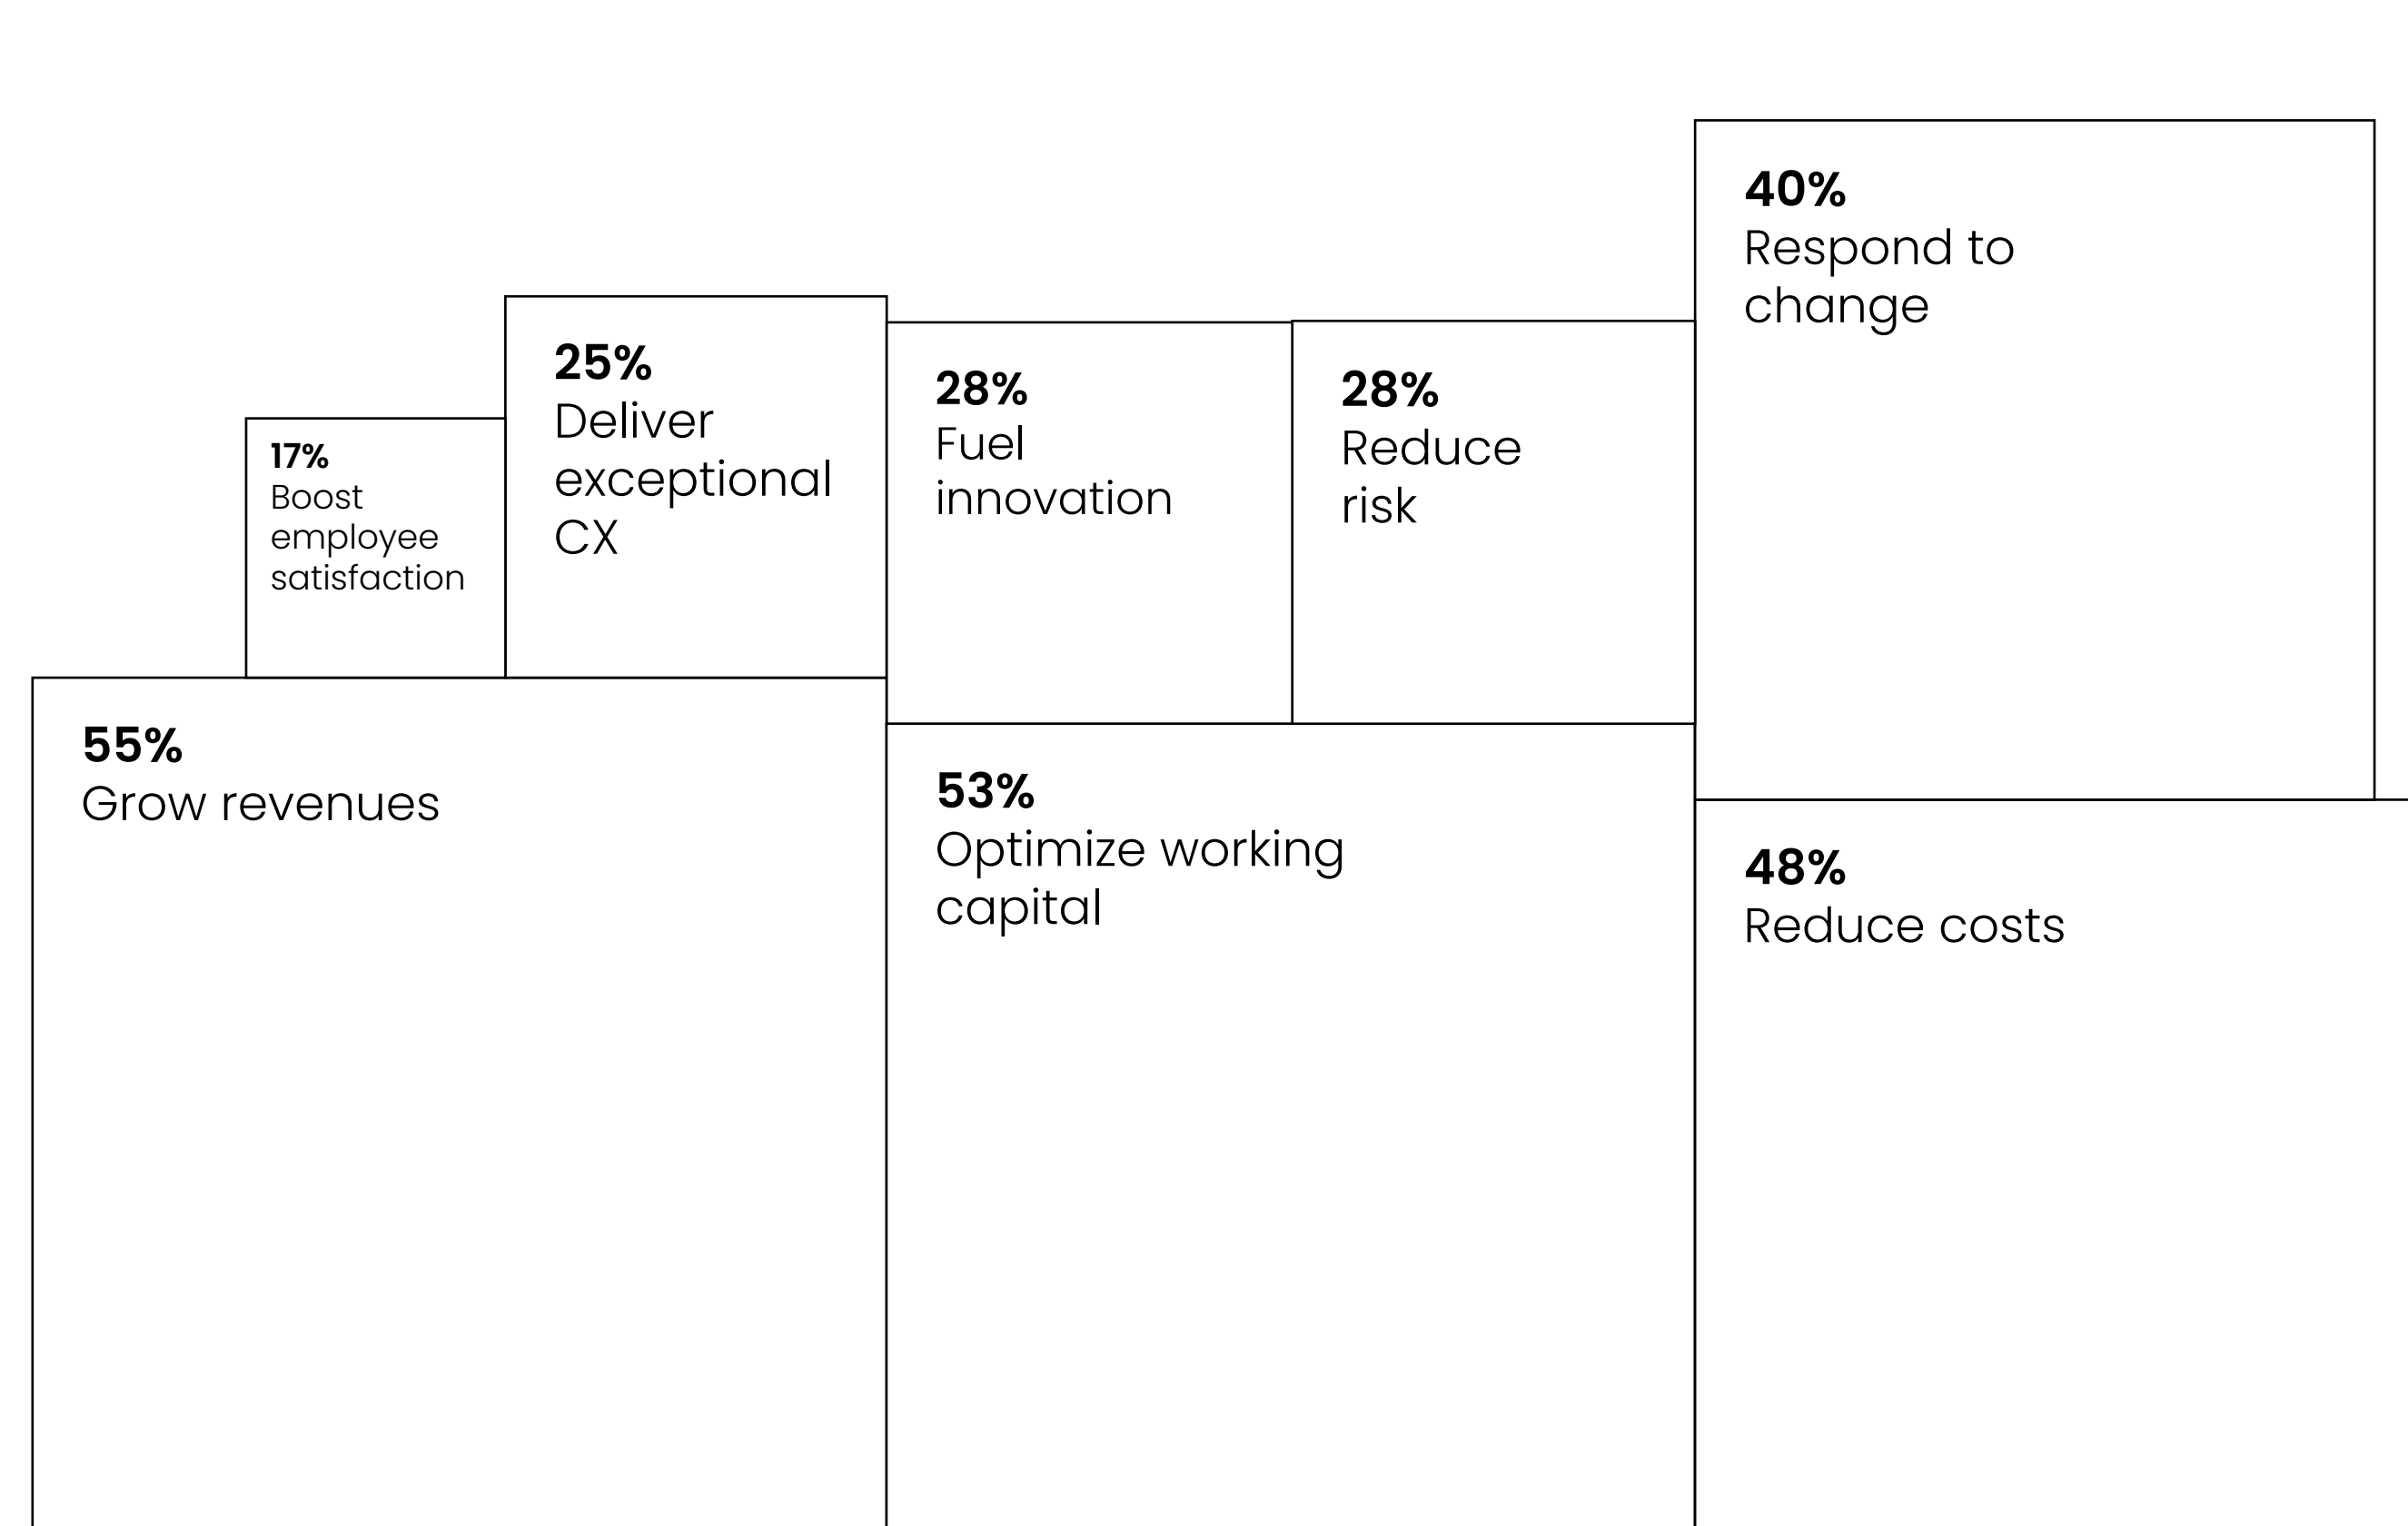 40%
Respond to
change
25%
Deliver
exceptional
CX
28%
Fuel
innovation
28%
Reduce
risk
17%
Boost
employee
satisfaction
55%
Grow revenues
53%
Optimize working
capital
48%
Reduce costs